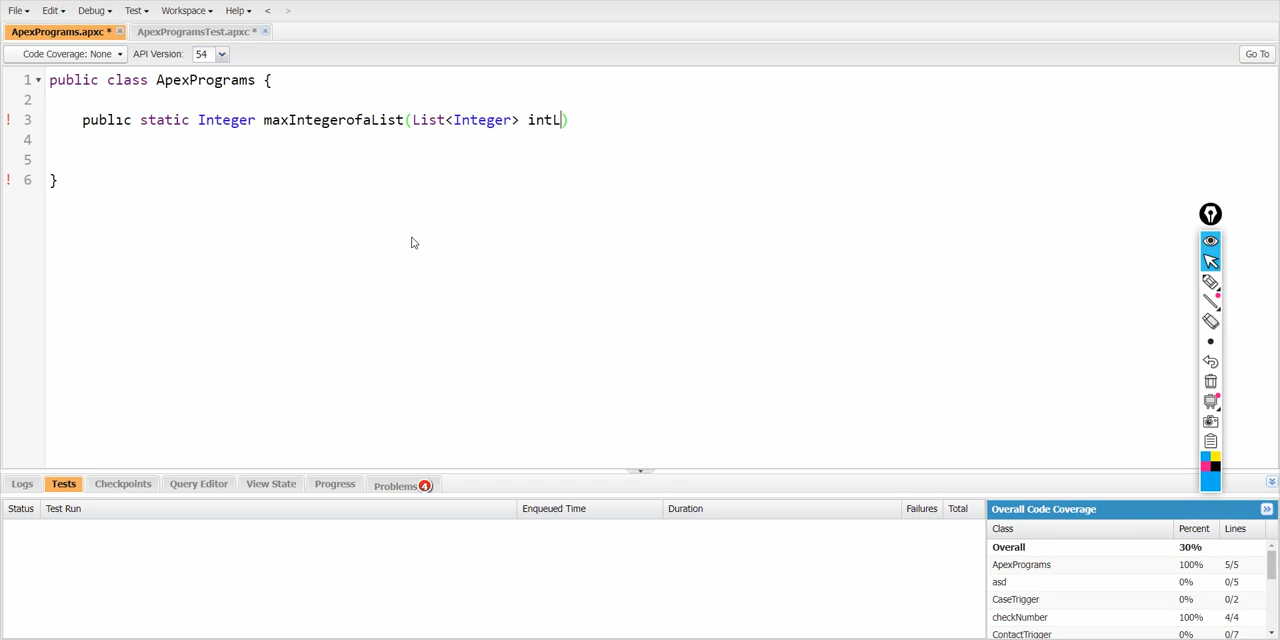 File Edit Debug Test Workspace Help < >
ApexPrograms.apxc * ApexProgramsTest.apxc *
Code Coverage: None API Version: 54 Go To
1 public class ApexPrograms {
2
! 3 public static Integer maxIntegerofaList(List<Integer> intL)
4
5
! 6 }
Logs Tests Checkpoints Query Editor View State Progress Problems 4
Status Test Run Enqueued Time Duration Failures Total
Overall Code Coverage
Class Percent Lines
Overall 30%
ApexPrograms 100% 5/5
asd 0% 0/5
CaseTrigger 0% 0/2
checkNumber 100% 4/4
ContactTrigger 0% 0/7